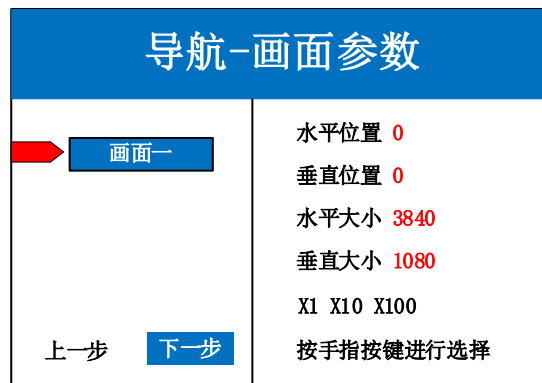 导航-画面参数
画面一
水平位置 0
垂直位置 0
水平大小 3840
垂直大小 1080
X1 X10 X100
按手指按键进行选择
上一步 下一步